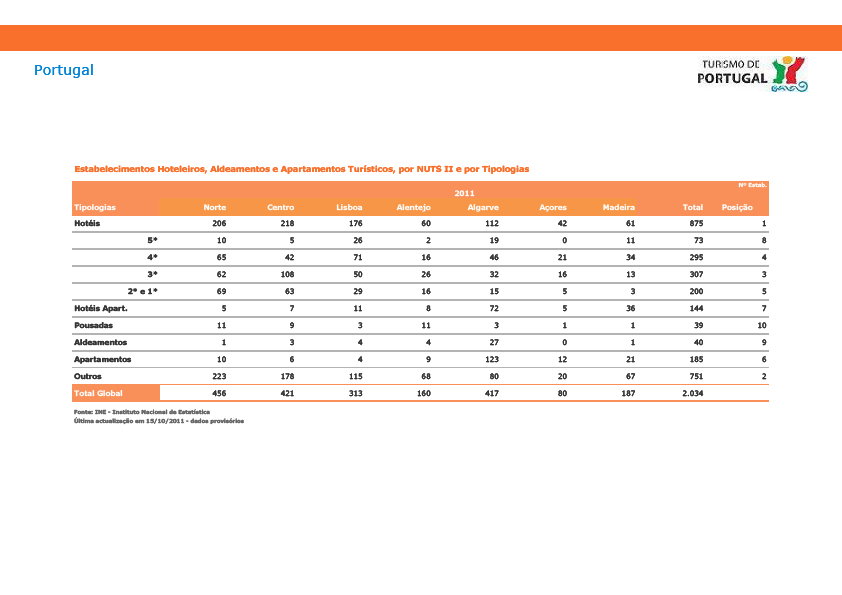 Portugal
TURISMO DE
PORTUGAL
Estabelecimentos Hoteleiros, Aldeamentos e Apartamentos Turísticos, por NUTS II e por Tipologias
Nº Estab.
2011
Tipologias Norte Centro Lisboa Alentejo Algarve Açores Madeira Total Posição
Hotéis 206 218 176 60 112 42 61 875 1
5* 10 5 26 2 19 0 11 73 8
4* 65 42 71 16 46 21 34 295 4
3* 62 108 50 26 32 16 13 307 3
2* e 1* 69 63 29 16 15 5 3 200 5
Hotéis Apart. 5 7 11 8 72 5 36 144 7
Pousadas 11 9 3 11 3 1 1 39 10
Aldeamentos 1 3 4 4 27 0 1 40 9
Apartamentos 10 6 4 9 123 12 21 185 6
Outros 223 178 115 68 80 20 67 751 2
Total Global 456 421 313 160 417 80 187 2.034
Fonte: INE - Instituto Nacional de Estatística
Última actualização em 15/10/2011 - dados provisórios